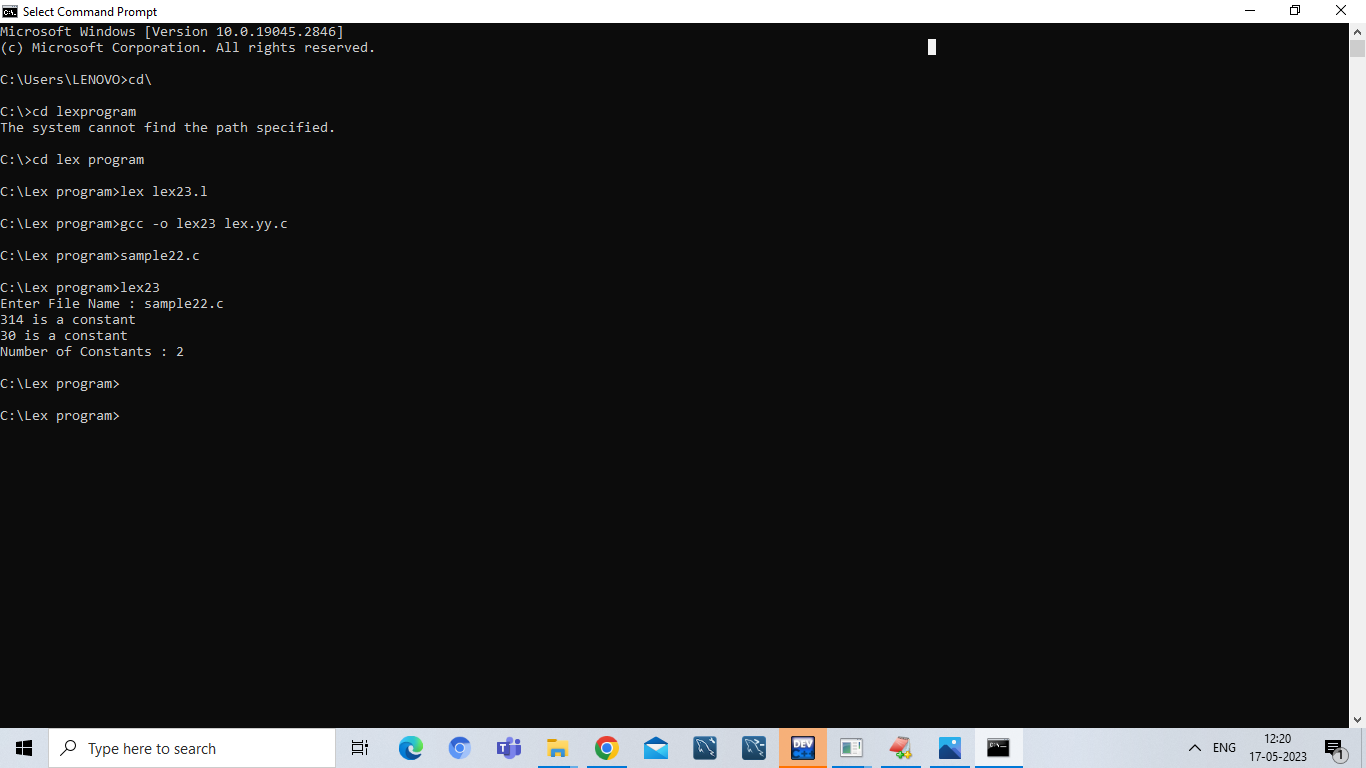 Select Command Prompt
Microsoft Windows [Version 10.0.19045.2846]
(c) Microsoft Corporation. All rights reserved.
C:\Users\LENOVO>cd\
C:\>cd lexprogram
The system cannot find the path specified.
C:\>cd lex program
C:\Lex program>lex lex23.l
C:\Lex program>gcc -o lex23 lex.yy.c
C:\Lex program>sample22.c
C:\Lex program>lex23
Enter File Name : sample22.c
314 is a constant
30 is a constant
Number of Constants : 2
C:\Lex program>
C:\Lex program>
Type here to search
DEV
ENG
12:20
17-05-2023
1